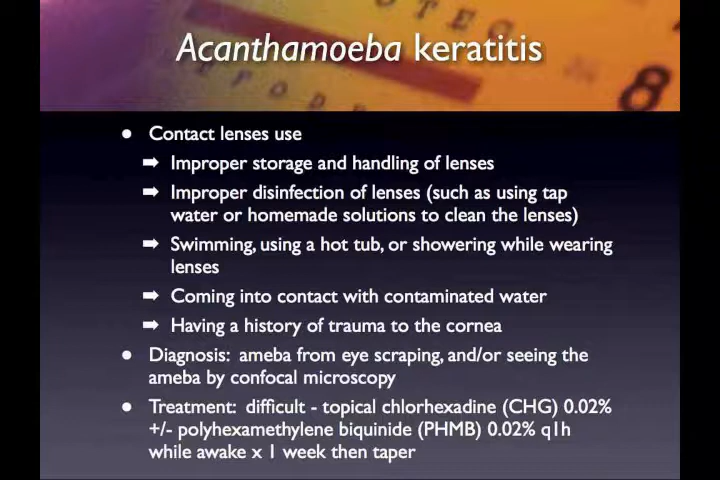 Acanthamoeba keratitis
• Contact lenses use
➡ Improper storage and handling of lenses
➡ Improper disinfection of lenses (such as using tap
water or homemade solutions to clean the lenses)
➡ Swimming, using a hot tub, or showering while wearing
lenses
➡ Coming into contact with contaminated water
➡ Having a history of trauma to the cornea
• Diagnosis: ameba from eye scraping, and/or seeing the
ameba by confocal microscopy
• Treatment: difficult - topical chlorhexadine (CHG) 0.02%
+/- polyhexamethylene biquinide (PHMB) 0.02% q1h
while awake x 1 week then taper
8